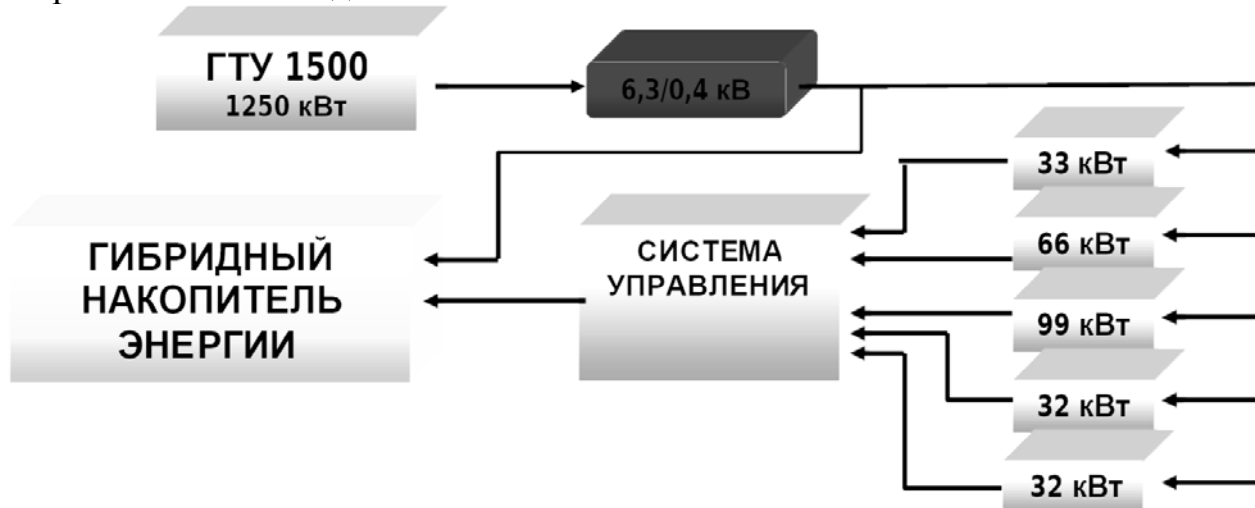 ГТУ 1500
1250 кВт
6,3/0,4 кВ
33 кВт
ГИБРИДНЫЙ
НАКОПИТЕЛЬ
ЭНЕРГИИ
СИСТЕМА
УПРАВЛЕНИЯ
66 кВт
99 кВт
32 кВт
32 кВт